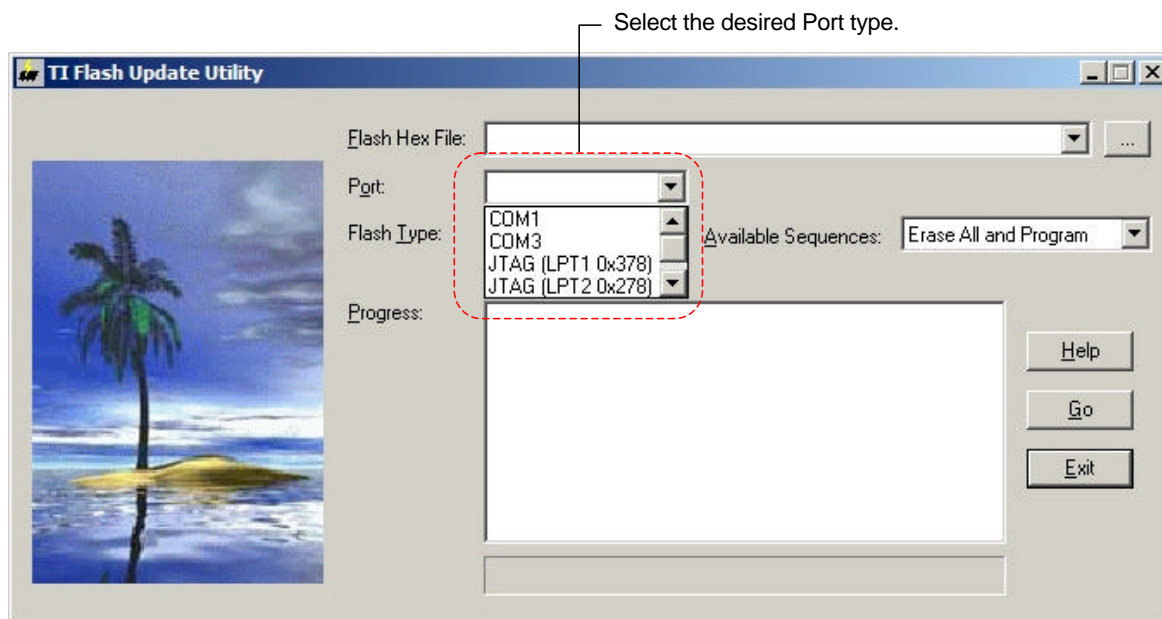 Select the desired Port type.
TI Flash Update Utility
Flash Hex File:
...
Port:
COM1
COM3
JTAG (LPT1 0x378)
JTAG (LPT2 0x278)
Flash Type:
Available Sequences:
Erase All and Program
Progress:
Help
Go
Exit